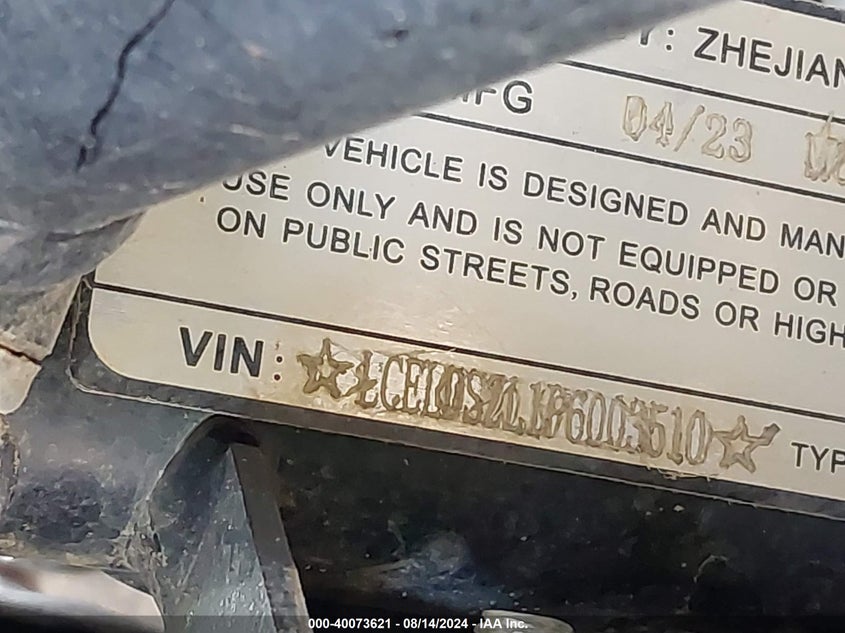 : ZHEJIAN
FG 04/23
VEHICLE IS DESIGNED AND MAN
USE ONLY AND IS NOT EQUIPPED OR
ON PUBLIC STREETS, ROADS OR HIGH
VIN: TYP
000-40073621 - 08/14/2024 - IAA Inc.